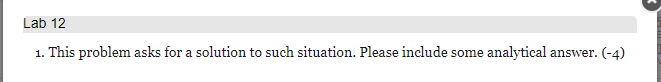 Lab 12
1. This problem asks for a solution to such situation. Please include some analytical answer. (-4)